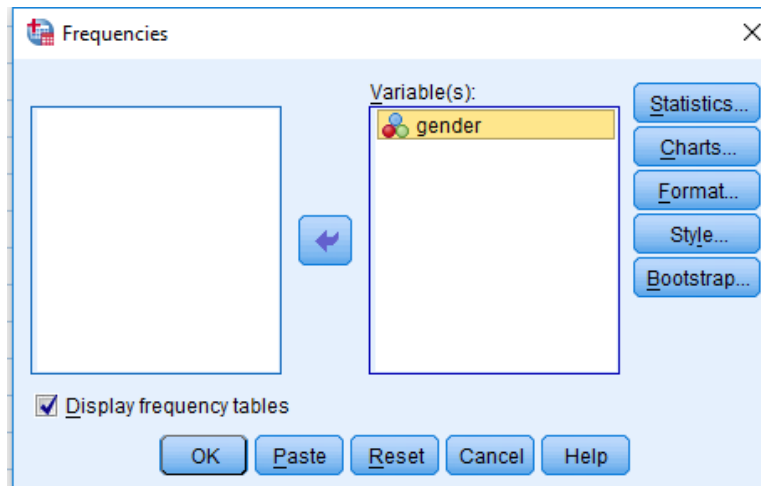 Frequencies
Variable(s):
gender
Statistics...
Charts...
Format...
Style...
Bootstrap...
Display frequency tables
OK Paste Reset Cancel Help